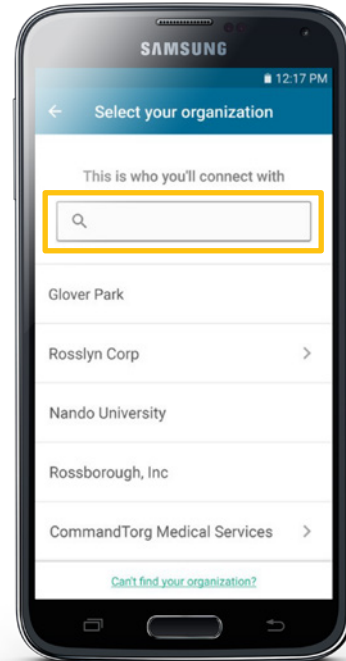 SAMSUNG
12:17 PM
Select your organization
This is who you'll connect with
Glover Park
Rosslyn Corp
Nando University
Rossborough, Inc
CommandTorg Medical Services
Can't find your organization?